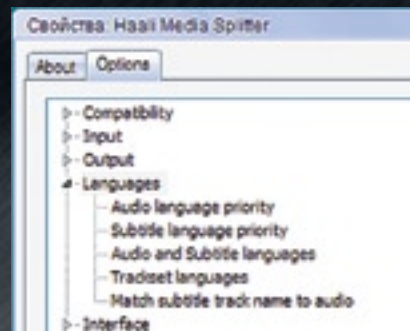 Свойства: Haali Media Splitter
About Options
Compatibility
Input
Output
Languages
Audio language priority
Subtitle language priority
Audio and Subtitle languages
Trackset languages
Match subtitle track name to audio
Interface